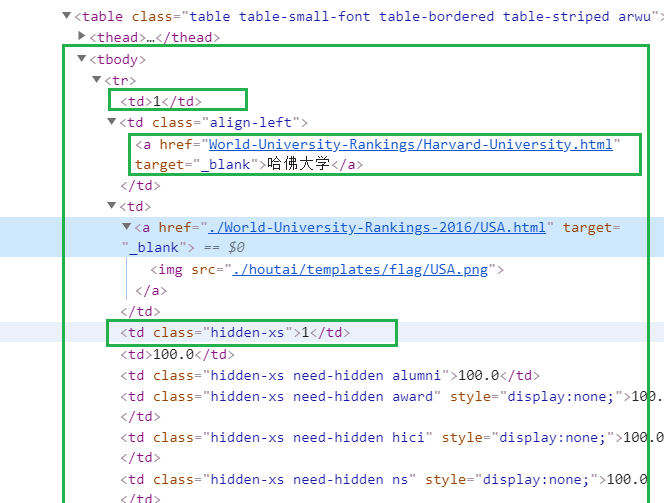 <table class="table table-small-font table-bordered table-striped arwu">
<thead>…</thead>
<tbody>
<tr>
<td>1</td>
<td class="align-left">
<a href="World-University-Rankings/Harvard-University.html"
target="_blank">哈佛大学</a>
</td>
<td>
<a href="./World-University-Rankings-2016/USA.html" target=
"_blank"> == $0
<img src="./houtai/templates/flag/USA.png">
</a>
</td>
<td class="hidden-xs">1</td>
<td>100.0</td>
<td class="hidden-xs need-hidden alumni">100.0</td>
<td class="hidden-xs need-hidden award" style="display:none;">100.
</td>
<td class="hidden-xs need-hidden hici" style="display:none;">100.0
</td>
<td class="hidden-xs need-hidden ns" style="display:none;">100.0
</td>